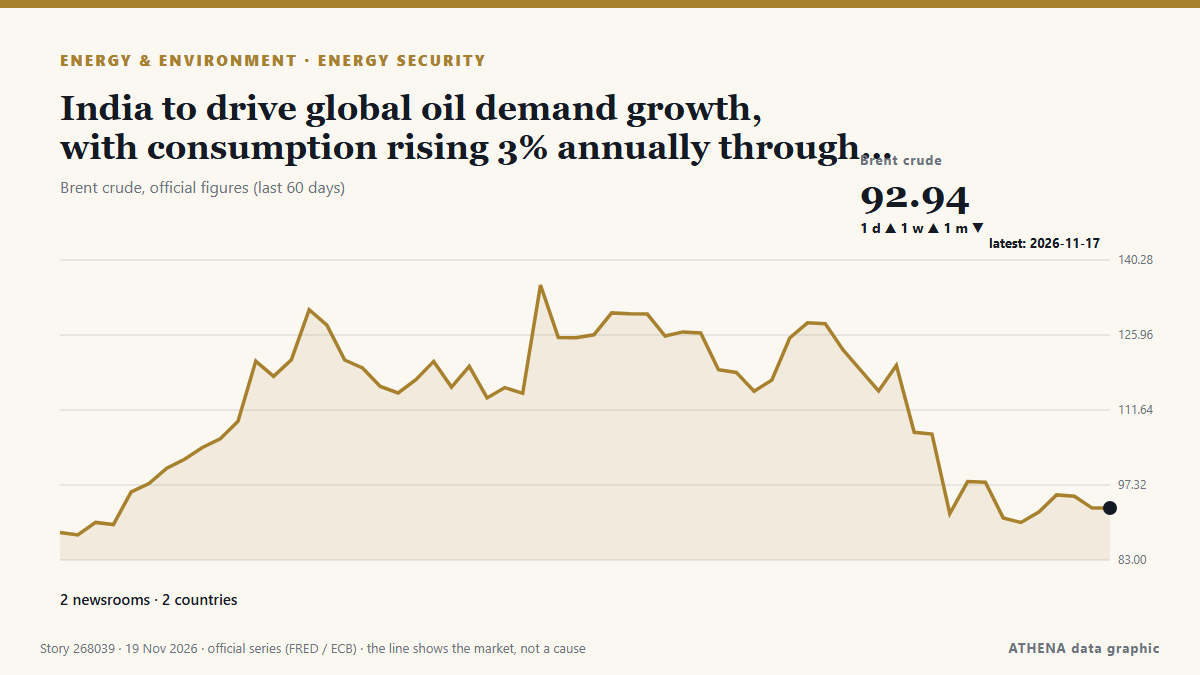 ENERGY & ENVIRONMENT · ENERGY SECURITY
India to drive global oil demand growth,
with consumption rising 3% annually through...
Brent crude, official figures (last 60 days)
Brent crude
92.94
1 d ▲ 1 w ▲ 1 m ▼
latest: 2026-11-17
140.28
125.96
111.64
97.32
83.00
2 newsrooms · 2 countries
Story 268039 · 19 Nov 2026 · official series (FRED / ECB) · the line shows the market, not a cause
ATHENA data graphic